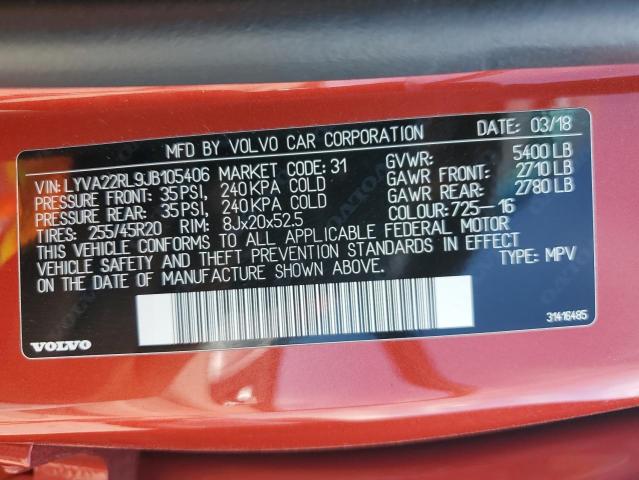 MFD BY VOLVO CAR CORPORATION DATE: 03/18
VIN: LYVA22RL9JB105406 MARKET CODE: 31 GVWR: 5400 LB
PRESSURE FRONT: 35 PSI, 240 KPA COLD GAWR FRONT: 2710 LB
PRESSURE REAR: 35 PSI, 240 KPA COLD GAWR REAR: 2780 LB
TIRES: 255/45R20 RIM: 8Jx20x52.5 COLOUR: 725-16
THIS VEHICLE CONFORMS TO ALL APPLICABLE FEDERAL MOTOR
VEHICLE SAFETY AND THEFT PREVENTION STANDARDS IN EFFECT
ON THE DATE OF MANUFACTURE SHOWN ABOVE. TYPE: MPV
VOLVO 31416485